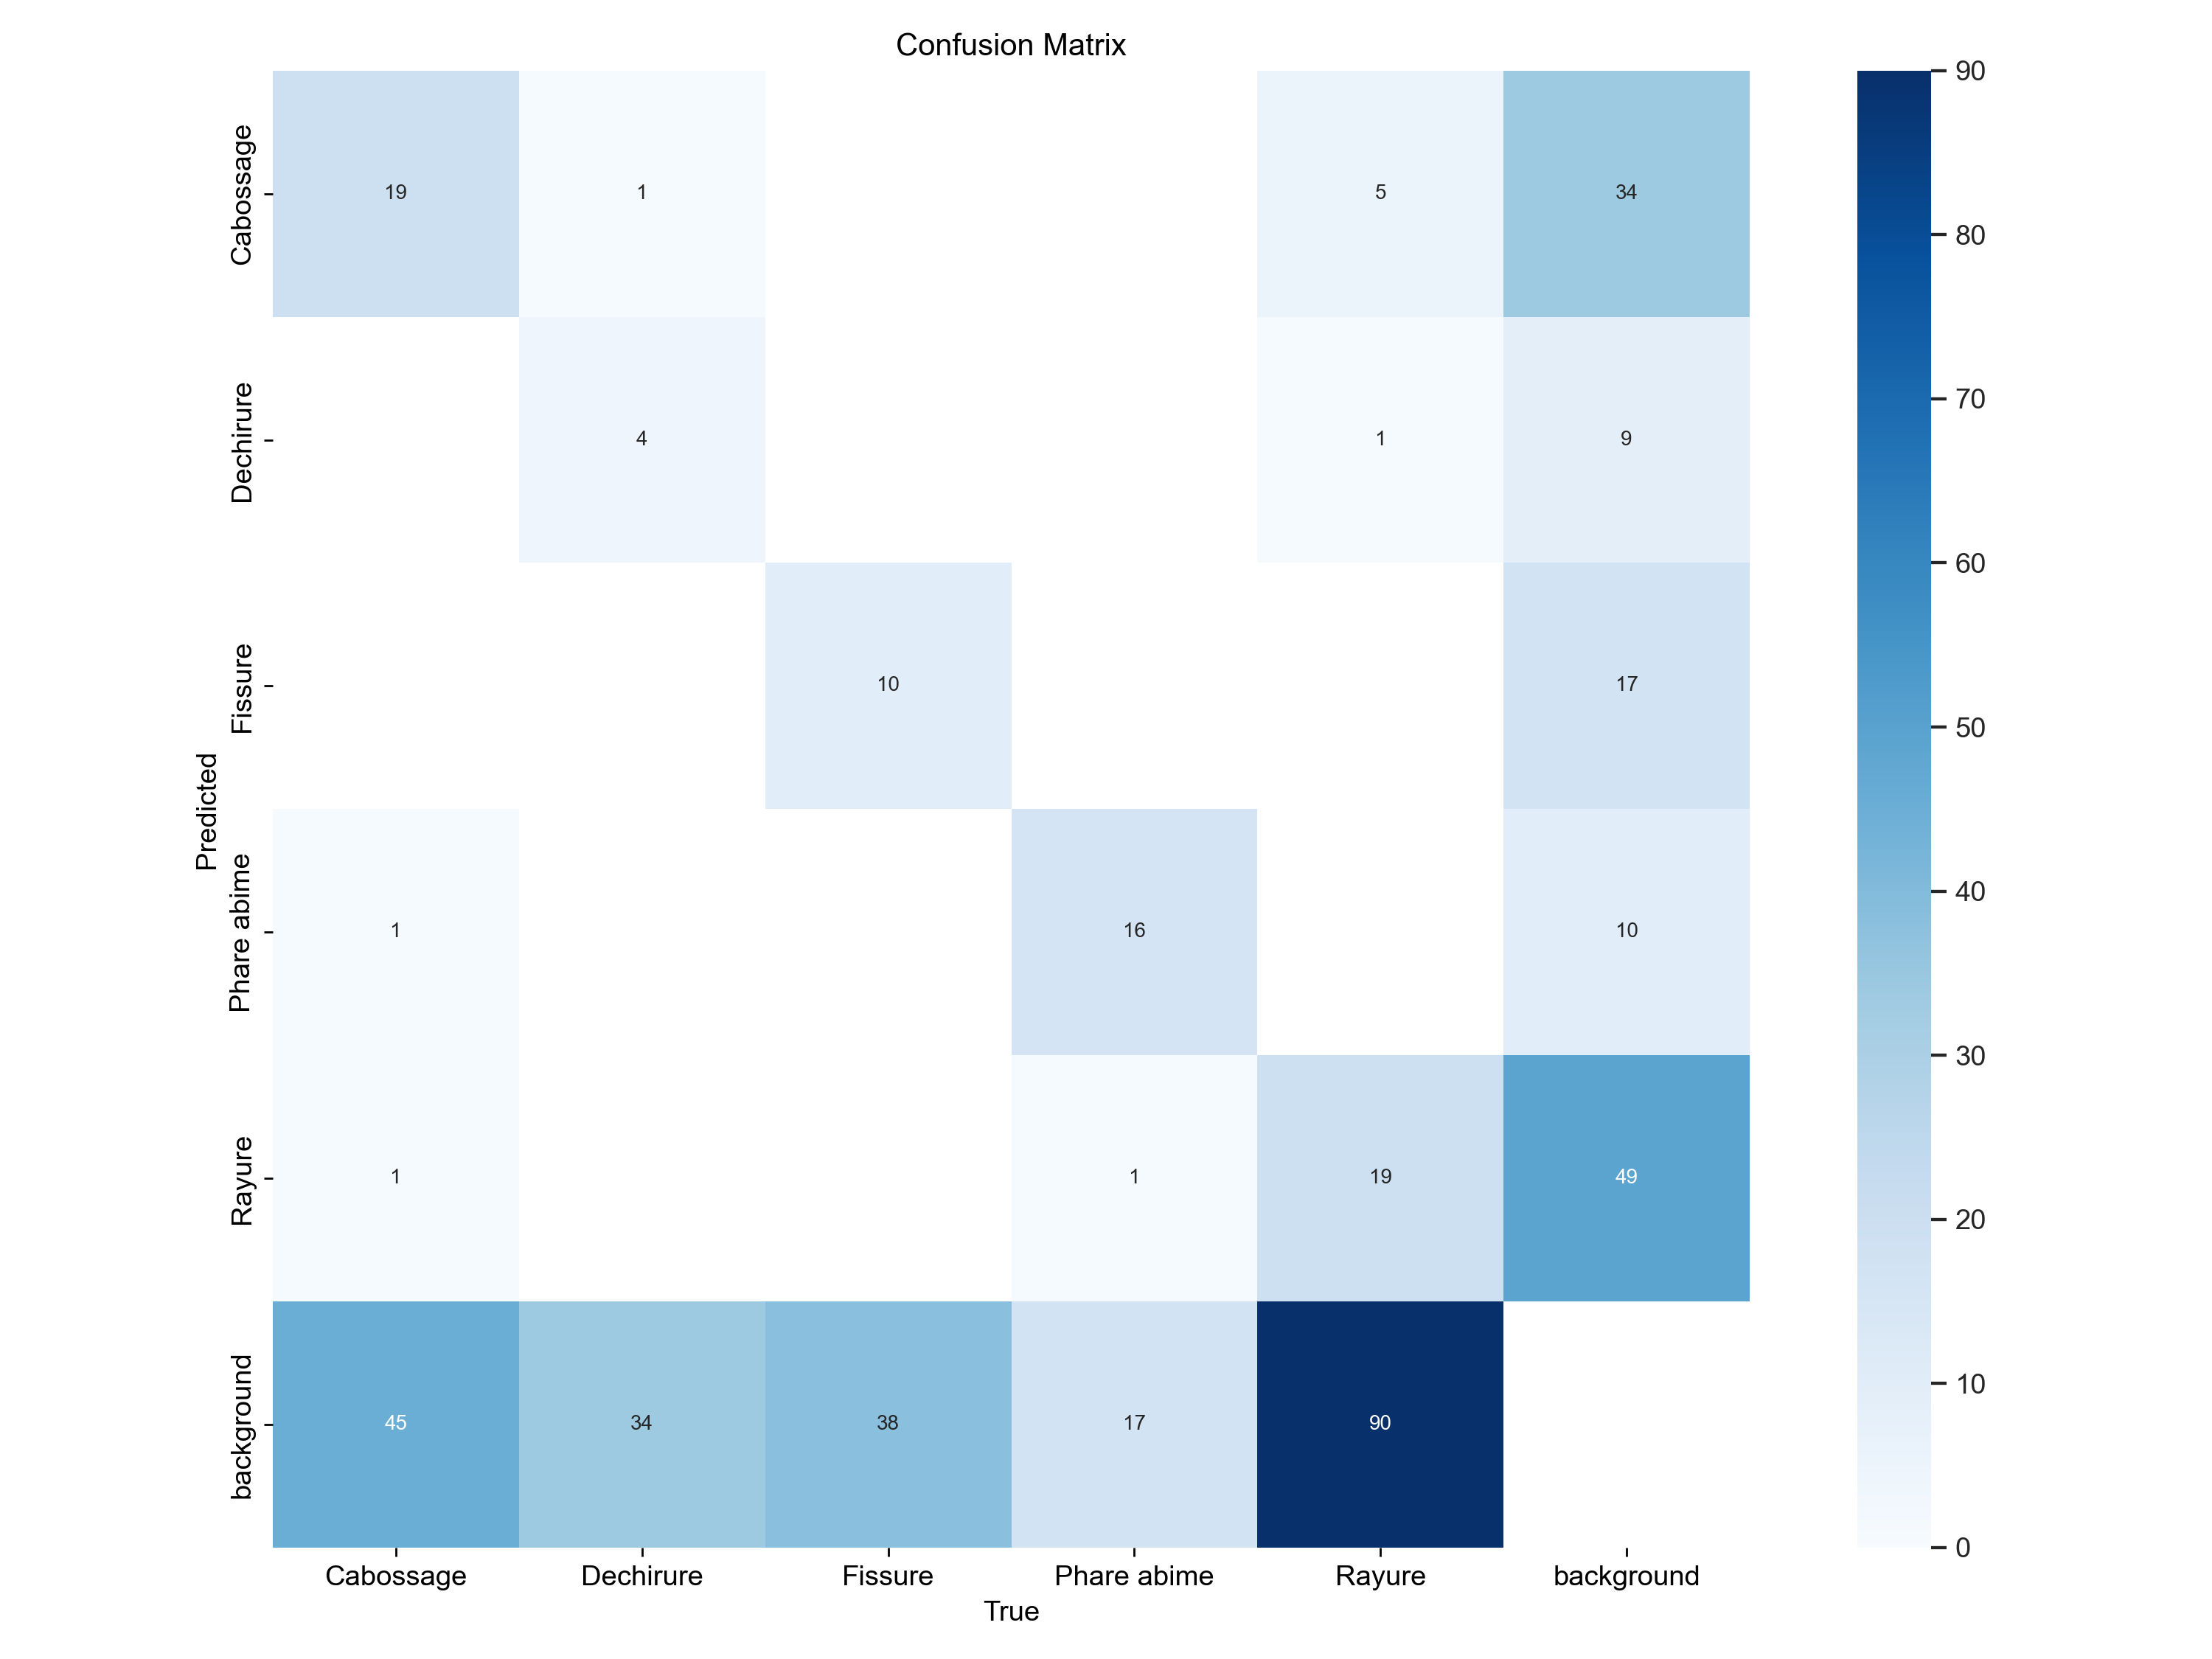 Confusion Matrix
Cabossage 19 1 5 34
Dechirure 4 1 9
Fissure 10 17
Phare abime 1 16 10
Rayure 1 1 19 49
background 45 34 38 17 90
Predicted
Cabossage Dechirure Fissure Phare abime Rayure background
True
90
80
70
60
50
40
30
20
10
0